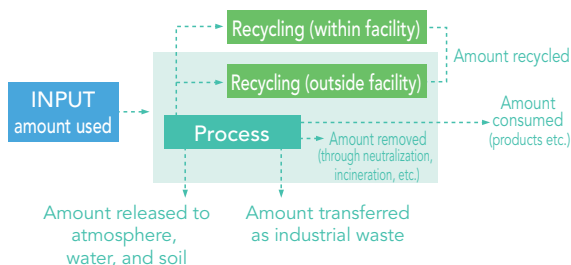 Recycling (within facility)
Amount recycled
Recycling (outside facility)
INPUT
amount used
Process
Amount
consumed
(products etc.)
Amount removed
(through neutralization,
incineration, etc.)
Amount released to
atmosphere,
water, and soil
Amount transferred
as industrial waste